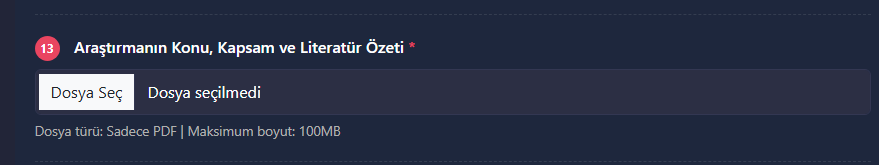 13 Araştırmanın Konu, Kapsam ve Literatür Özeti *
Dosya Seç Dosya seçilmedi
Dosya türü: Sadece PDF | Maksimum boyut: 100MB